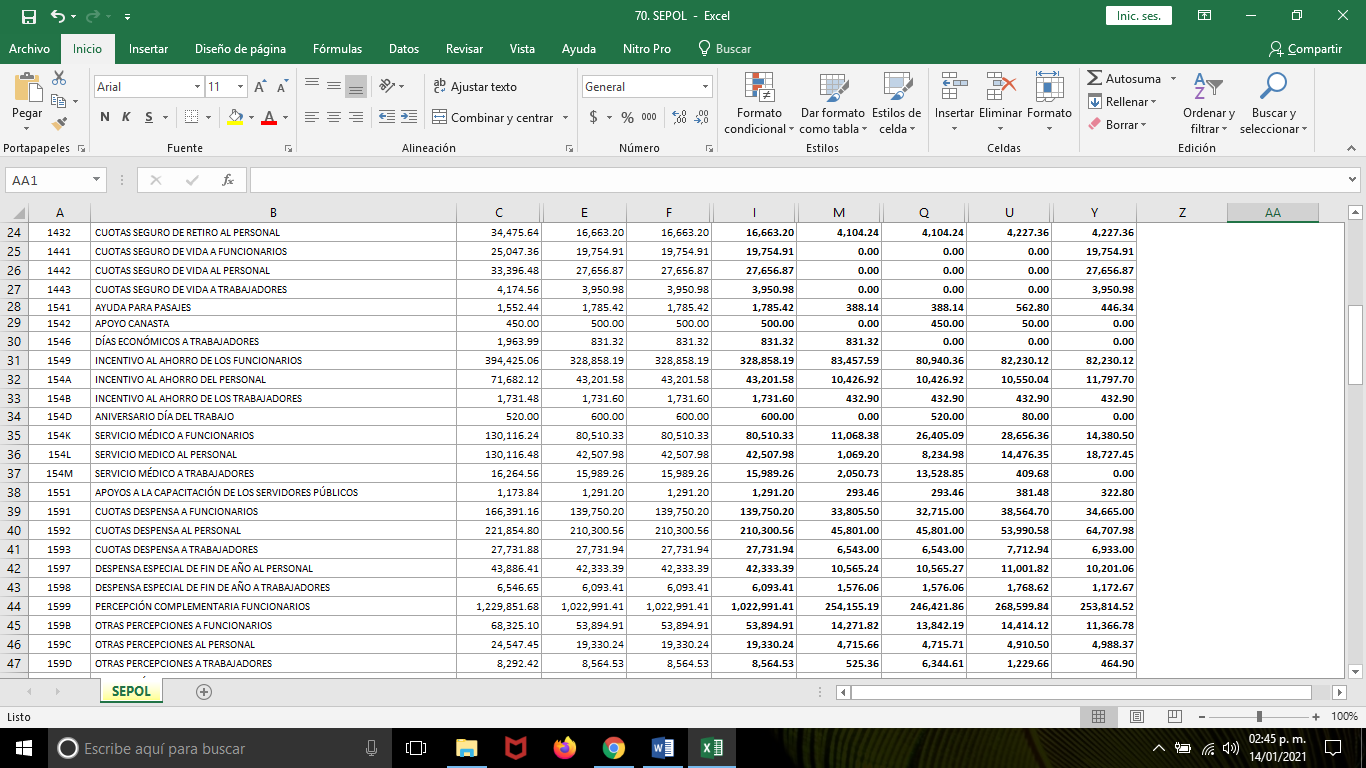 70. SEPOL - Excel
Inic. ses.
Archivo Inicio Insertar Diseño de página Fórmulas Datos Revisar Vista Ayuda Nitro Pro Buscar Compartir
Pegar
Arial 11
N K S
Ajustar texto
Combinar y centrar
General
$ % 000
Formato condicional
Dar formato como tabla
Estilos de celda
Insertar Eliminar Formato
Autosuma
Rellenar
Borrar
Ordenar y filtrar
Buscar y seleccionar
Portapapeles Fuente Alineación Número Estilos Celdas Edición
AA1 fx
A B C E F I M Q U Y Z AA
24 1432 CUOTAS SEGURO DE RETIRO AL PERSONAL 34,475.64 16,663.20 16,663.20 16,663.20 4,104.24 4,104.24 4,227.36 4,227.36
25 1441 CUOTAS SEGURO DE VIDA A FUNCIONARIOS 25,047.36 19,754.91 19,754.91 19,754.91 0.00 0.00 0.00 19,754.91
26 1442 CUOTAS SEGURO DE VIDA AL PERSONAL 33,396.48 27,656.87 27,656.87 27,656.87 0.00 0.00 0.00 27,656.87
27 1443 CUOTAS SEGURO DE VIDA A TRABAJADORES 4,174.56 3,950.98 3,950.98 3,950.98 0.00 0.00 0.00 3,950.98
28 1541 AYUDA PARA PASAJES 1,552.44 1,785.42 1,785.42 1,785.42 388.14 388.14 562.80 446.34
29 1542 APOYO CANASTA 450.00 500.00 500.00 500.00 0.00 450.00 50.00 0.00
30 1546 DÍAS ECONÓMICOS A TRABAJADORES 1,963.99 831.32 831.32 831.32 831.32 0.00 0.00 0.00
31 1549 INCENTIVO AL AHORRO DE LOS FUNCIONARIOS 394,425.06 328,858.19 328,858.19 328,858.19 83,457.59 80,940.36 82,230.12 82,230.12
32 154A INCENTIVO AL AHORRO DEL PERSONAL 71,682.12 43,201.58 43,201.58 43,201.58 10,426.92 10,426.92 10,550.04 11,797.70
33 154B INCENTIVO AL AHORRO DE LOS TRABAJADORES 1,731.48 1,731.60 1,731.60 1,731.60 432.90 432.90 432.90 432.90
34 154D ANIVERSARIO DÍA DEL TRABAJO 520.00 600.00 600.00 600.00 0.00 520.00 80.00 0.00
35 154K SERVICIO MÉDICO A FUNCIONARIOS 130,116.24 80,510.33 80,510.33 80,510.33 11,068.38 26,405.09 28,656.36 14,380.50
36 154L SERVICIO MEDICO AL PERSONAL 130,116.48 42,507.98 42,507.98 42,507.98 1,069.20 8,234.98 14,476.35 18,727.45
37 154M SERVICIO MÉDICO A TRABAJADORES 16,264.56 15,989.26 15,989.26 15,989.26 2,050.73 13,528.85 409.68 0.00
38 1551 APOYOS A LA CAPACITACIÓN DE LOS SERVIDORES PÚBLICOS 1,173.84 1,291.20 1,291.20 1,291.20 293.46 293.46 381.48 322.80
39 1591 CUOTAS DESPENSA A FUNCIONARIOS 166,391.16 139,750.20 139,750.20 139,750.20 33,805.50 32,715.00 38,564.70 34,665.00
40 1592 CUOTAS DESPENSA AL PERSONAL 221,854.80 210,300.56 210,300.56 210,300.56 45,801.00 45,801.00 53,990.58 64,707.98
41 1593 CUOTAS DESPENSA A TRABAJADORES 27,731.88 27,731.94 27,731.94 27,731.94 6,543.00 6,543.00 7,712.94 6,933.00
42 1597 DESPENSA ESPECIAL DE FIN DE AÑO AL PERSONAL 43,886.41 42,333.39 42,333.39 42,333.39 10,565.24 10,565.27 11,001.82 10,201.06
43 1598 DESPENSA ESPECIAL DE FIN DE AÑO A TRABAJADORES 6,546.65 6,093.41 6,093.41 6,093.41 1,576.06 1,576.06 1,768.62 1,172.67
44 1599 PERCEPCIÓN COMPLEMENTARIA FUNCIONARIOS 1,229,851.68 1,022,991.41 1,022,991.41 1,022,991.41 254,155.19 246,421.86 268,599.84 253,814.52
45 159B OTRAS PERCEPCIONES A FUNCIONARIOS 68,325.10 53,894.91 53,894.91 53,894.91 14,271.82 13,842.19 14,414.12 11,366.78
46 159C OTRAS PERCEPCIONES AL PERSONAL 24,547.45 19,330.24 19,330.24 19,330.24 4,715.66 4,715.71 4,910.50 4,988.37
47 159D OTRAS PERCEPCIONES A TRABAJADORES 8,292.42 8,564.53 8,564.53 8,564.53 525.36 6,344.61 1,229.66 464.90
SEPOL
Listo 100%
Escribe aquí para buscar
02:45 p. m.
14/01/2021